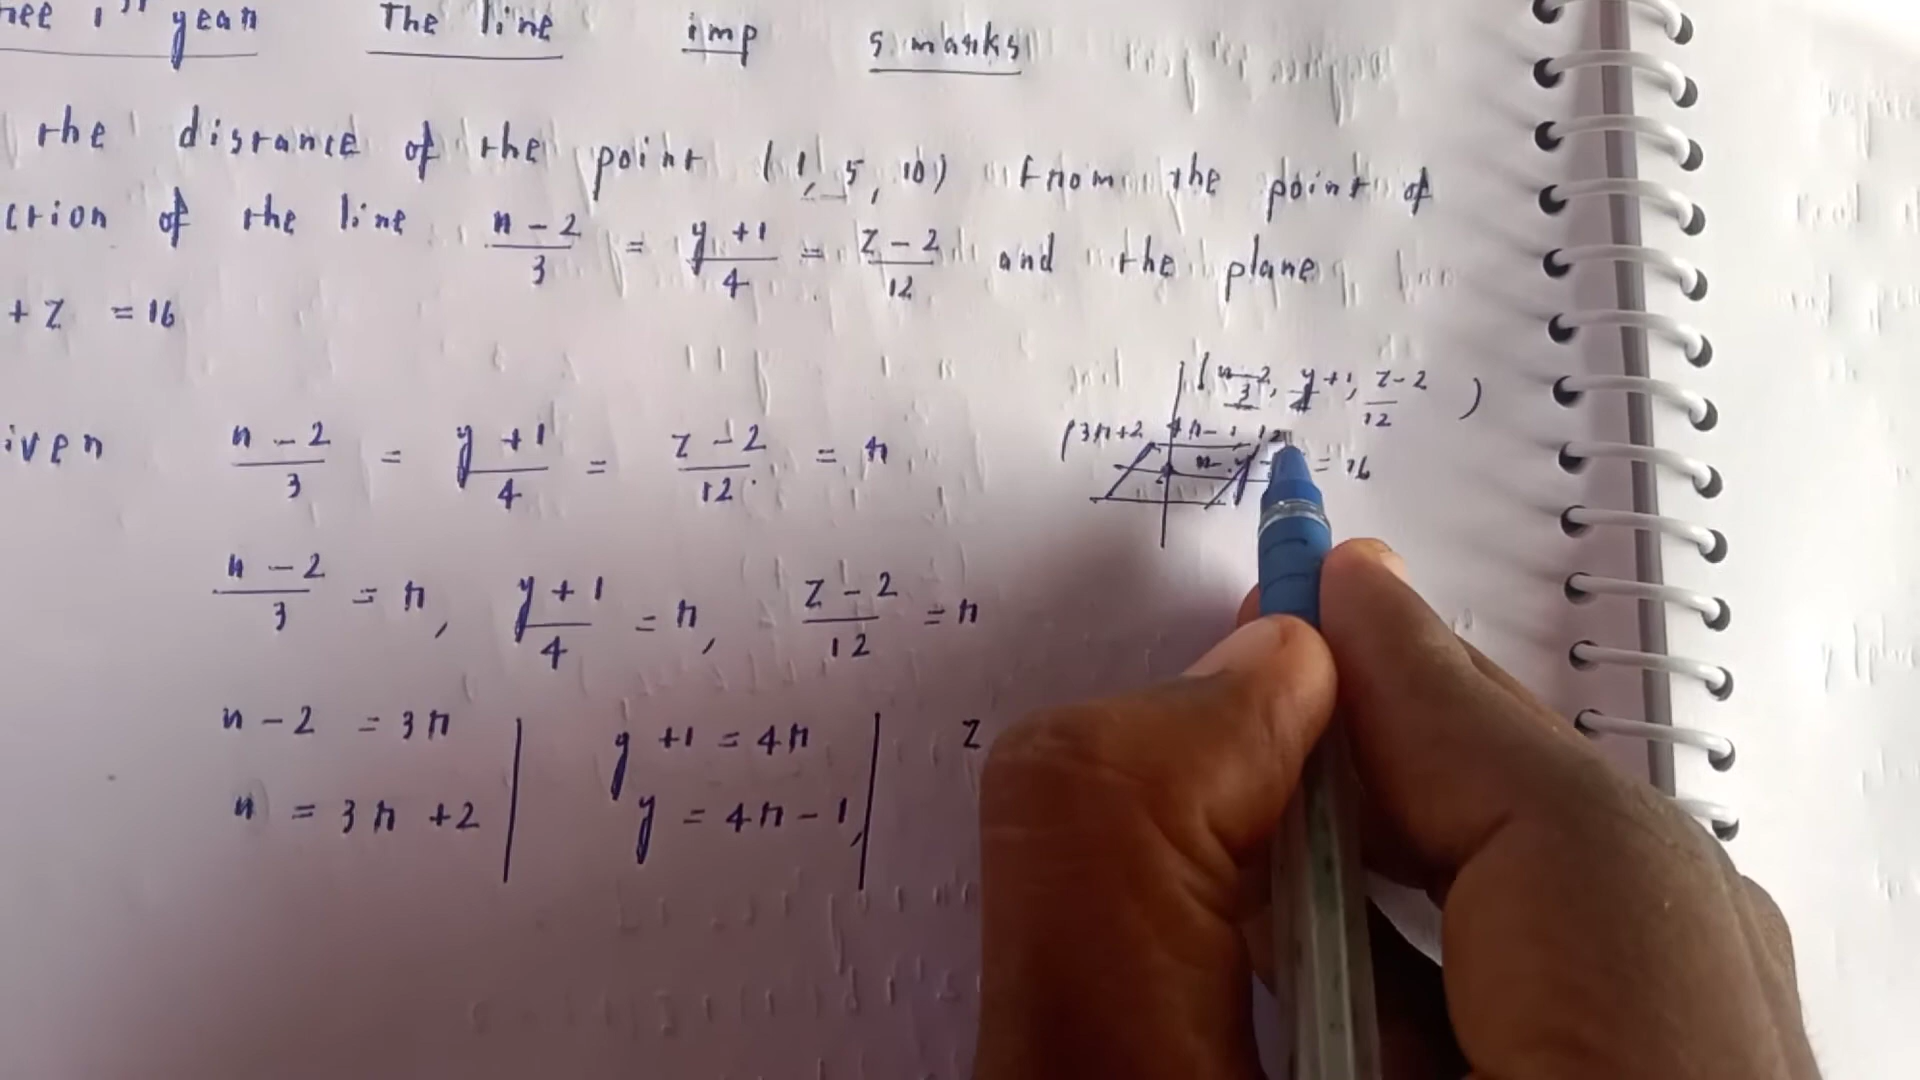 ree 1st year The line imp 5 marks
the distance of the point (1, 5, 10) from the point of
ction of the line x - 2 / 3 = y + 1 / 4 = z - 2 / 12 and the plane
+ z = 16
iven x - 2 / 3 = y + 1 / 4 = z - 2 / 12 = r
(x - 2 / 3, y + 1 / 4, z - 2 / 12)
(3r+2, 4r-1, 12
= 16
x - 2 / 3 = r, y + 1 / 4 = r, z - 2 / 12 = r
x - 2 = 3r y + 1 = 4r z
x = 3r + 2 y = 4r - 1,